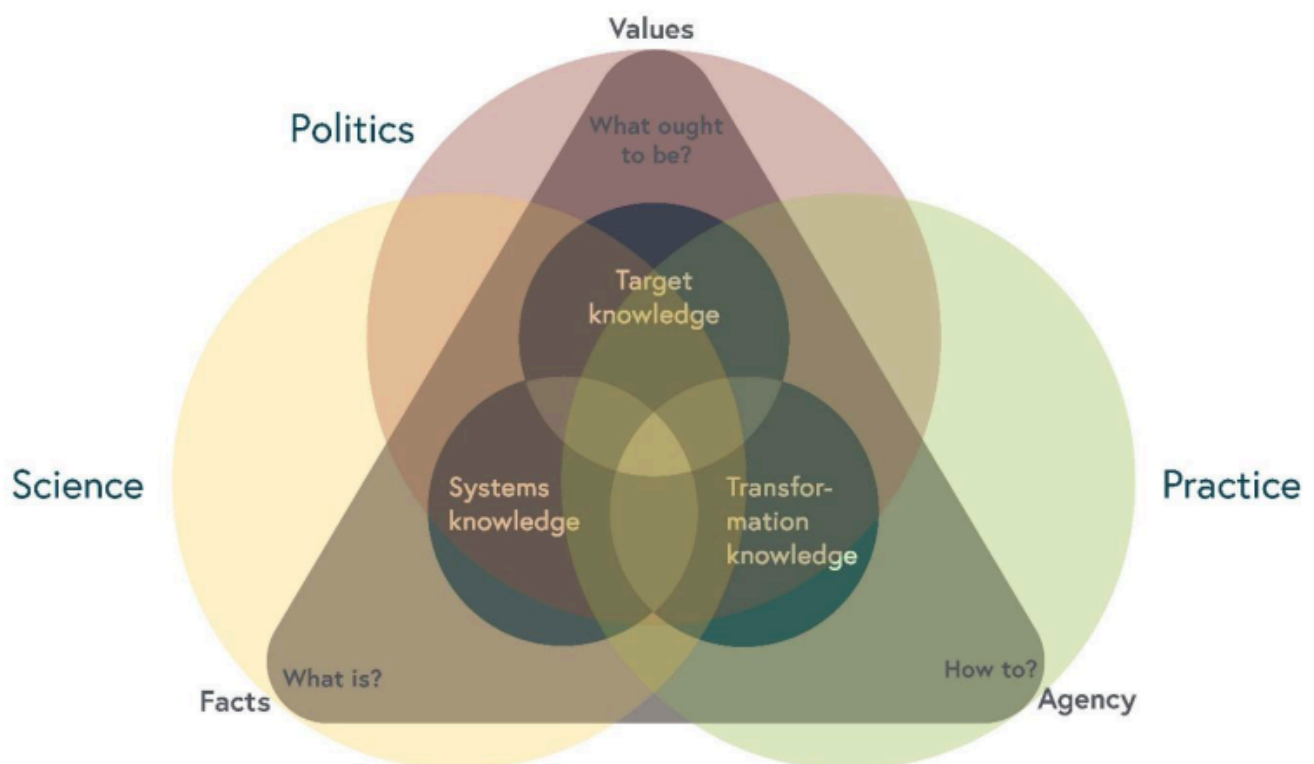 Values
Politics
What ought
to be?
Target
knowledge
Science
Systems
knowledge
Transfor-
mation
knowledge
Practice
What is?
How to?
Facts
Agency